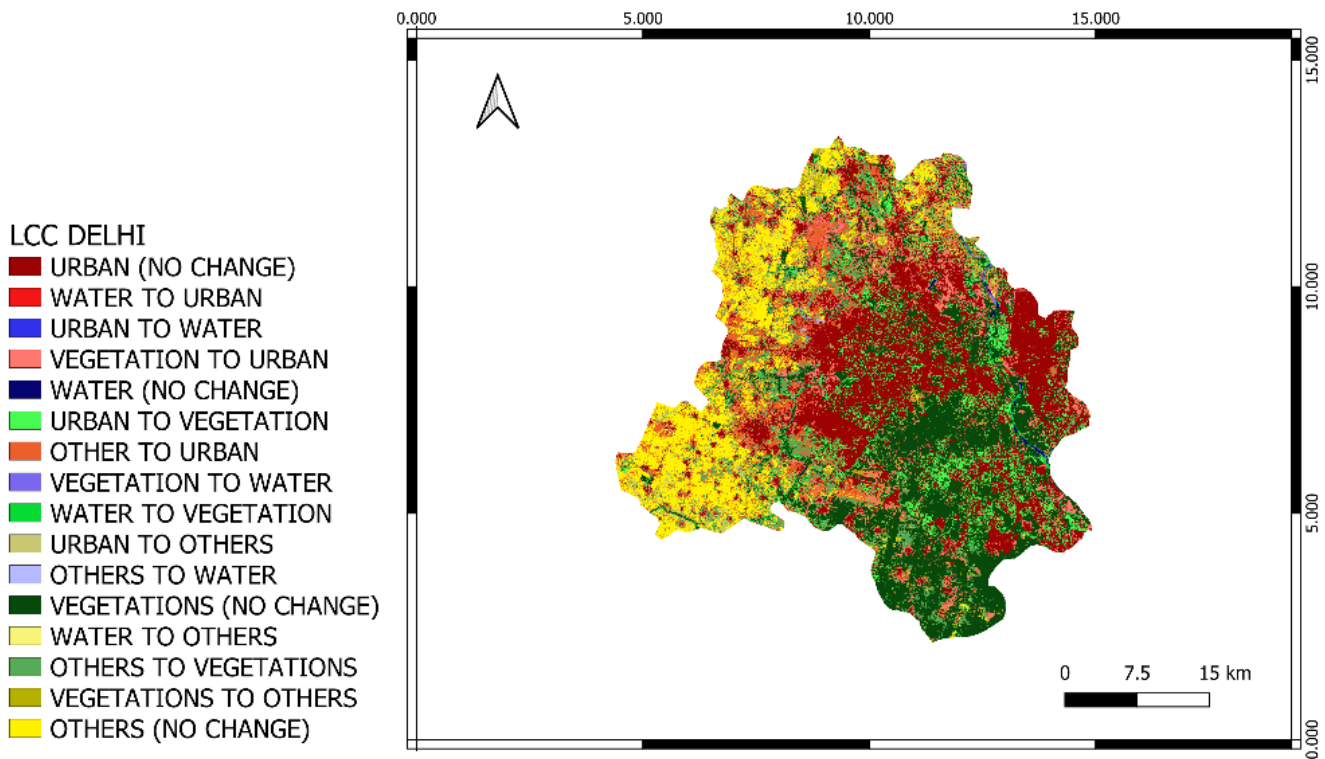 0.000 5.000 10.000 15.000
15.000
LCC DELHI
URBAN (NO CHANGE)
WATER TO URBAN
URBAN TO WATER
VEGETATION TO URBAN
WATER (NO CHANGE)
URBAN TO VEGETATION
OTHER TO URBAN
VEGETATION TO WATER
WATER TO VEGETATION
URBAN TO OTHERS
OTHERS TO WATER
VEGETATIONS (NO CHANGE)
WATER TO OTHERS
OTHERS TO VEGETATIONS
VEGETATIONS TO OTHERS
OTHERS (NO CHANGE)
10.000
5.000
0 7.5 15 km
0.000